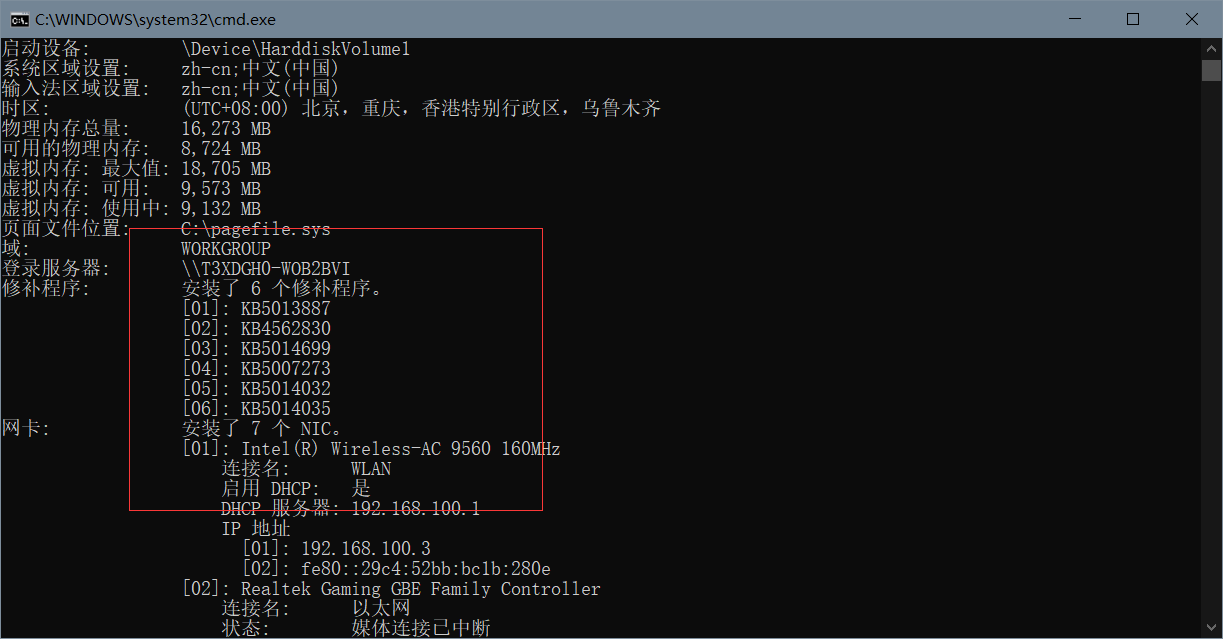 C:\WINDOWS\system32\cmd.exe
启动设备: \Device\HarddiskVolume1
系统区域设置: zh-cn;中文(中国)
输入法区域设置: zh-cn;中文(中国)
时区: (UTC+08:00) 北京，重庆，香港特别行政区，乌鲁木齐
物理内存总量: 16,273 MB
可用的物理内存: 8,724 MB
虚拟内存: 最大值: 18,705 MB
虚拟内存: 可用: 9,573 MB
虚拟内存: 使用中: 9,132 MB
页面文件位置: C:\pagefile.sys
域: WORKGROUP
登录服务器: \\T3XDGH0-WOB2BVI
修补程序: 安装了 6 个修补程序。
[01]: KB5013887
[02]: KB4562830
[03]: KB5014699
[04]: KB5007273
[05]: KB5014032
[06]: KB5014035
网卡: 安装了 7 个 NIC。
[01]: Intel(R) Wireless-AC 9560 160MHz
连接名: WLAN
启用 DHCP: 是
DHCP 服务器: 192.168.100.1
IP 地址
[01]: 192.168.100.3
[02]: fe80::29c4:52bb:bc1b:280e
[02]: Realtek Gaming GBE Family Controller
连接名: 以太网
状态: 媒体连接已中断